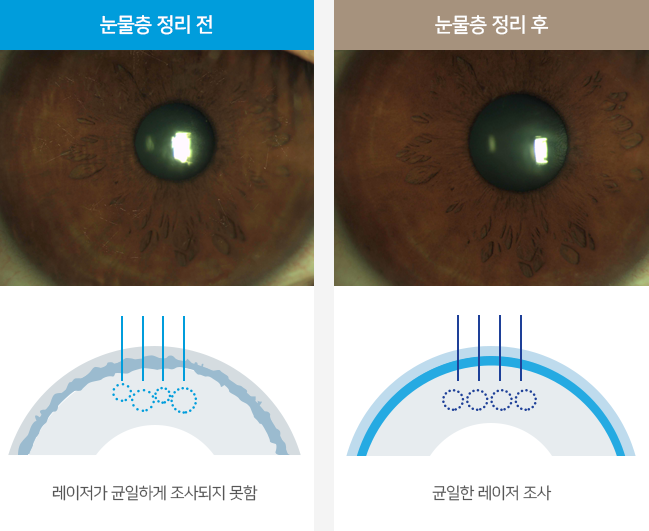 눈물층 정리 전
눈물층 정리 후
레이저가 균일하게 조사되지 못함
균일한 레이저 조사